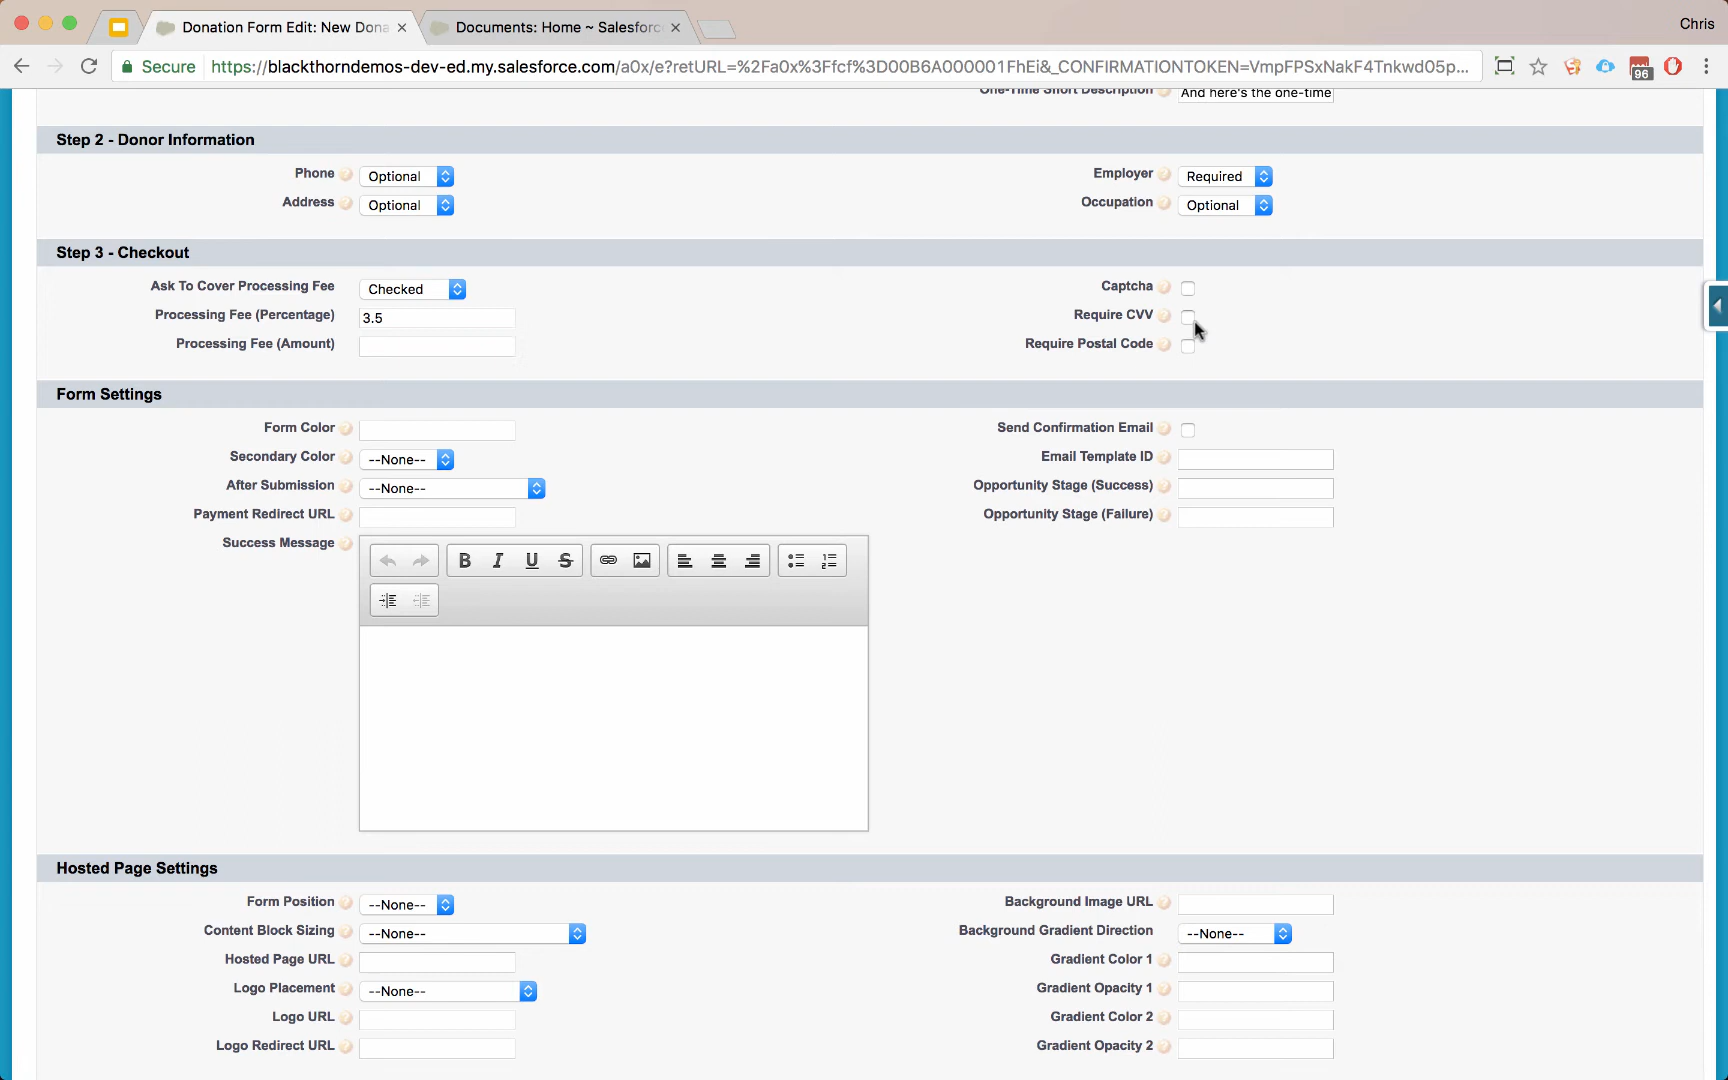 Chris
Donation Form Edit: New Dona
Documents: Home ~ Salesforc
Secure https://blackthorndemos-dev-ed.my.salesforce.com/a0x/e?retURL=%2Fa0x%3Ffcf%3D00B6A000001FhEi&_CONFIRMATIONTOKEN=VmpFPSxNakF4Tnkwd05p... 96
One-Time Short Description And here's the one-time
Step 2 - Donor Information
Phone Optional Employer Required
Address Optional Occupation Optional
Step 3 - Checkout
Ask To Cover Processing Fee Checked Captcha
Processing Fee (Percentage) 3.5 Require CVV
Processing Fee (Amount) Require Postal Code
Form Settings
Form Color Send Confirmation Email
Secondary Color --None-- Email Template ID
After Submission --None-- Opportunity Stage (Success)
Payment Redirect URL Opportunity Stage (Failure)
Success Message
B I U S
Hosted Page Settings
Form Position --None-- Background Image URL
Content Block Sizing --None-- Background Gradient Direction --None--
Hosted Page URL Gradient Color 1
Logo Placement --None-- Gradient Opacity 1
Logo URL Gradient Color 2
Logo Redirect URL Gradient Opacity 2